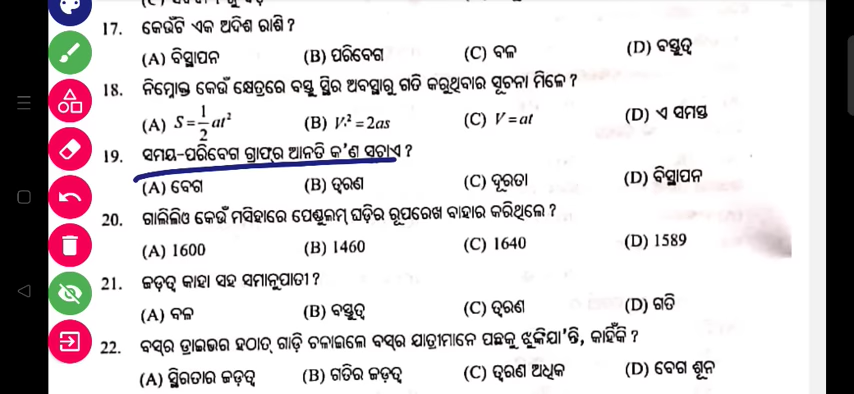 17. କେଉଁଟି ଏକ ଅଦିଶ ରାଶି ?
(A) ବିସ୍ଥାପନ (B) ପରିବେଗ (C) ବଳ (D) ବସ୍ତୁତ୍ୱ
18. ନିମ୍ନୋକ୍ତ କେଉଁ କ୍ଷେତ୍ରରେ ବସ୍ତୁ ସ୍ଥିର ଅବସ୍ଥାରୁ ଗତି କରୁଥିବାର ସୂଚନା ମିଳେ ?
(A) S = 1/2 at² (B) V² = 2as (C) V = at (D) ଏ ସମସ୍ତ
19. ସମୟ-ପରିବେଗ ଗ୍ରାଫ୍‌ର ଆନତି କ'ଣ ସୂଚାଏ ?
(A) ବେଗ (B) ତ୍ୱରଣ (C) ଦୂରତା (D) ବିସ୍ଥାପନ
20. ଗାଲିଲିଓ କେଉଁ ମସିହାରେ ପେଣ୍ଡୁଲମ୍ ଘଡ଼ିର ରୂପରେଖ ବାହାର କରିଥିଲେ ?
(A) 1600 (B) 1460 (C) 1640 (D) 1589
21. ଜଡ଼ତ୍ୱ କାହା ସହ ସମାନୁପାତୀ ?
(A) ବଳ (B) ବସ୍ତୁତ୍ୱ (C) ତ୍ୱରଣ (D) ଗତି
22. ବସ୍‌ର ଡ୍ରାଇଭର ହଠାତ୍ ଗାଡ଼ି ଚଳାଇଲେ ବସ୍‌ର ଯାତ୍ରୀମାନେ ପଛକୁ ଝୁଙ୍କିଯା'ନ୍ତି, କାହିଁକି ?
(A) ସ୍ଥିରତାର ଜଡ଼ତ୍ୱ (B) ଗତିର ଜଡ଼ତ୍ୱ (C) ତ୍ୱରଣ ଅଧିକ (D) ବେଗ ଶୂନ